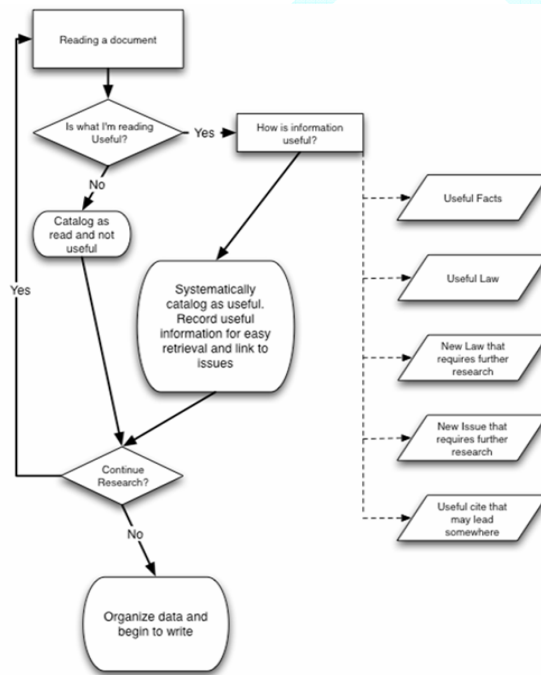 Reading a document
Is what I'm reading
Useful?
Yes
How is information
useful?
No
Catalog as
read and not
useful
Useful Facts
Useful Law
Yes
Systematically
catalog as useful.
Record useful
information for easy
retrieval and link to
issues
New Law that
requires further
research
New Issue that
requires further
research
Continue
Research?
Useful cite that
may lead
somewhere
No
Organize data and
begin to write